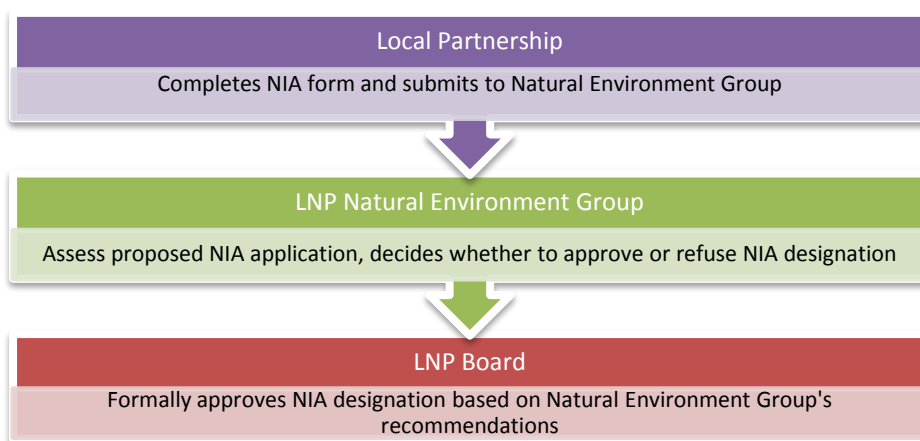 Local Partnership
Completes NIA form and submits to Natural Environment Group
LNP Natural Environment Group
Assess proposed NIA application, decides whether to approve or refuse NIA designation
LNP Board
Formally approves NIA designation based on Natural Environment Group's
recommendations